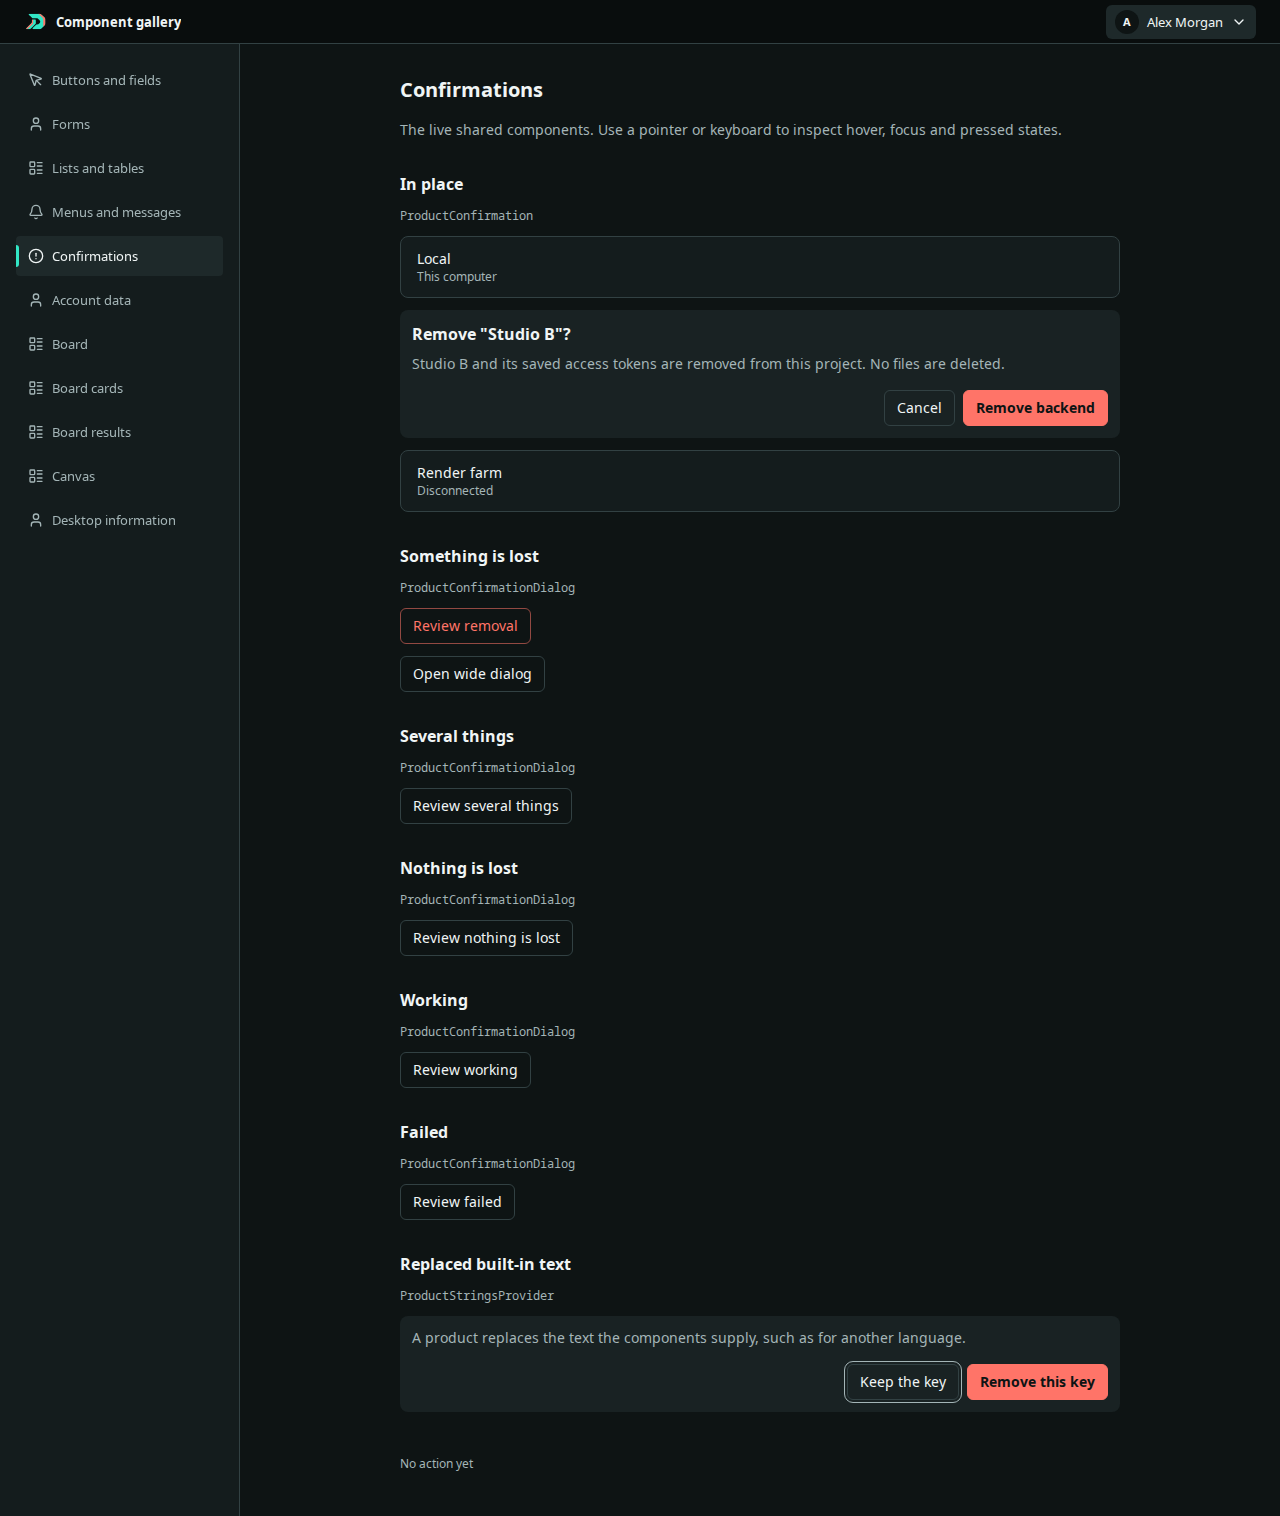 Component gallery
A
Alex Morgan
Buttons and fields
Forms
Lists and tables
Menus and messages
Confirmations
Account data
Board
Board cards
Board results
Canvas
Desktop information
Confirmations
The live shared components. Use a pointer or keyboard to inspect hover, focus and pressed states.
In place
ProductConfirmation
Local
This computer
Remove "Studio B"?
Studio B and its saved access tokens are removed from this project. No files are deleted.
Cancel
Remove backend
Render farm
Disconnected
Something is lost
ProductConfirmationDialog
Review removal
Open wide dialog
Several things
ProductConfirmationDialog
Review several things
Nothing is lost
ProductConfirmationDialog
Review nothing is lost
Working
ProductConfirmationDialog
Review working
Failed
ProductConfirmationDialog
Review failed
Replaced built-in text
ProductStringsProvider
A product replaces the text the components supply, such as for another language.
Keep the key
Remove this key
No action yet